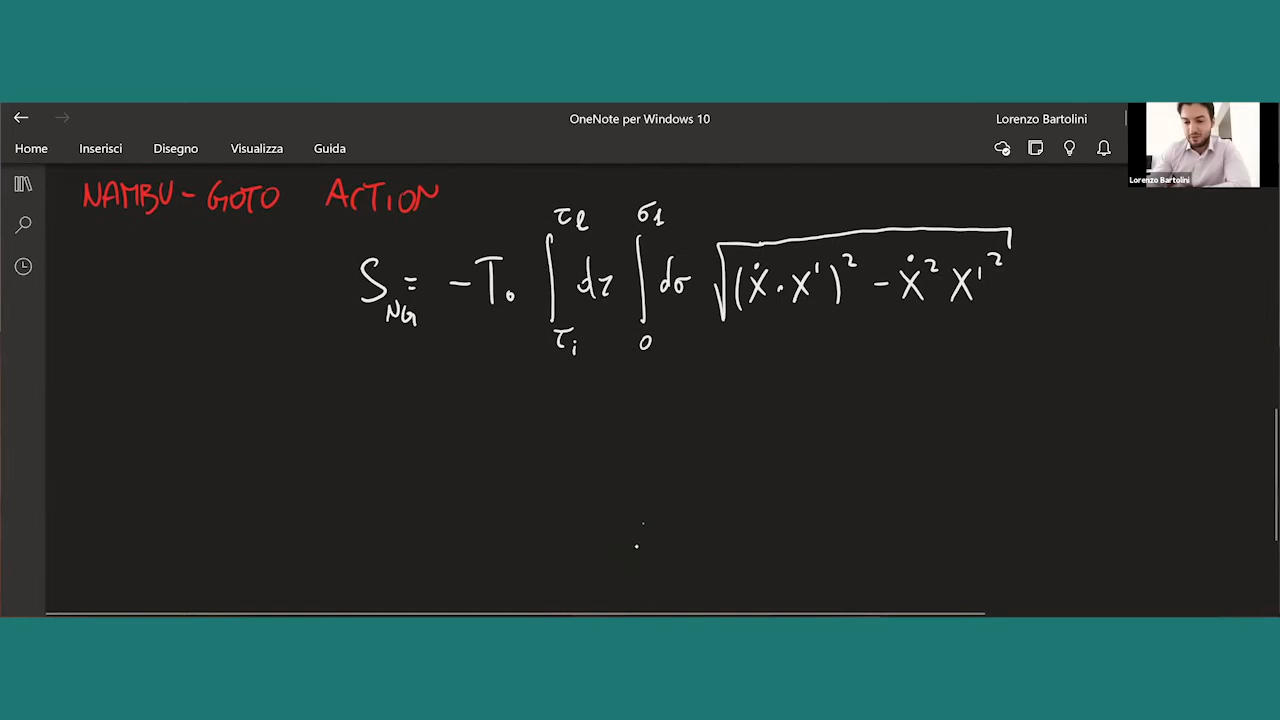 OneNote per Windows 10
Lorenzo Bartolini
Home Inserisci Disegno Visualizza Guida
Lorenzo Bartolini
NAMBU-GOTO ACTION
S_NG = -T₀ ∫_{τ_i}^{τ_f} dτ ∫_0^{σ_1} dσ √((Ẋ·X')² - Ẋ² X'²)